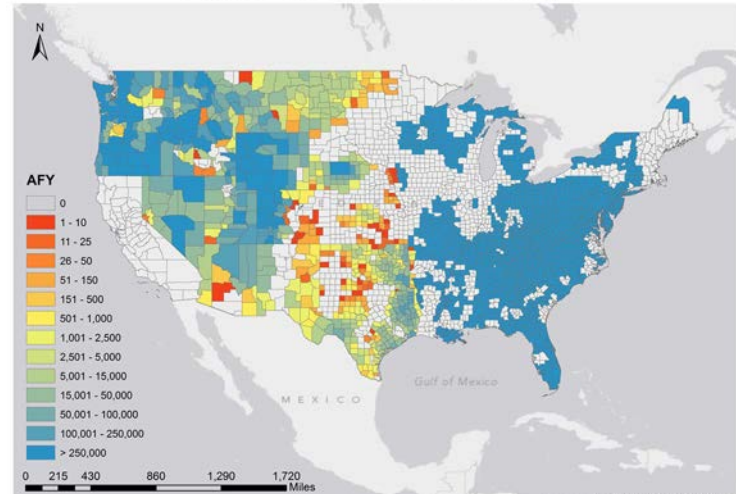 N
AFY
0
1 - 10
11 - 25
26 - 50
51 - 150
151 - 500
501 - 1,000
1,001 - 2,500
2,501 - 5,000
5,001 - 15,000
15,001 - 50,000
50,001 - 100,000
100,001 - 250,000
> 250,000
MEXICO
Gulf of Mexico
0 215 430 860 1,290 1,720
Miles